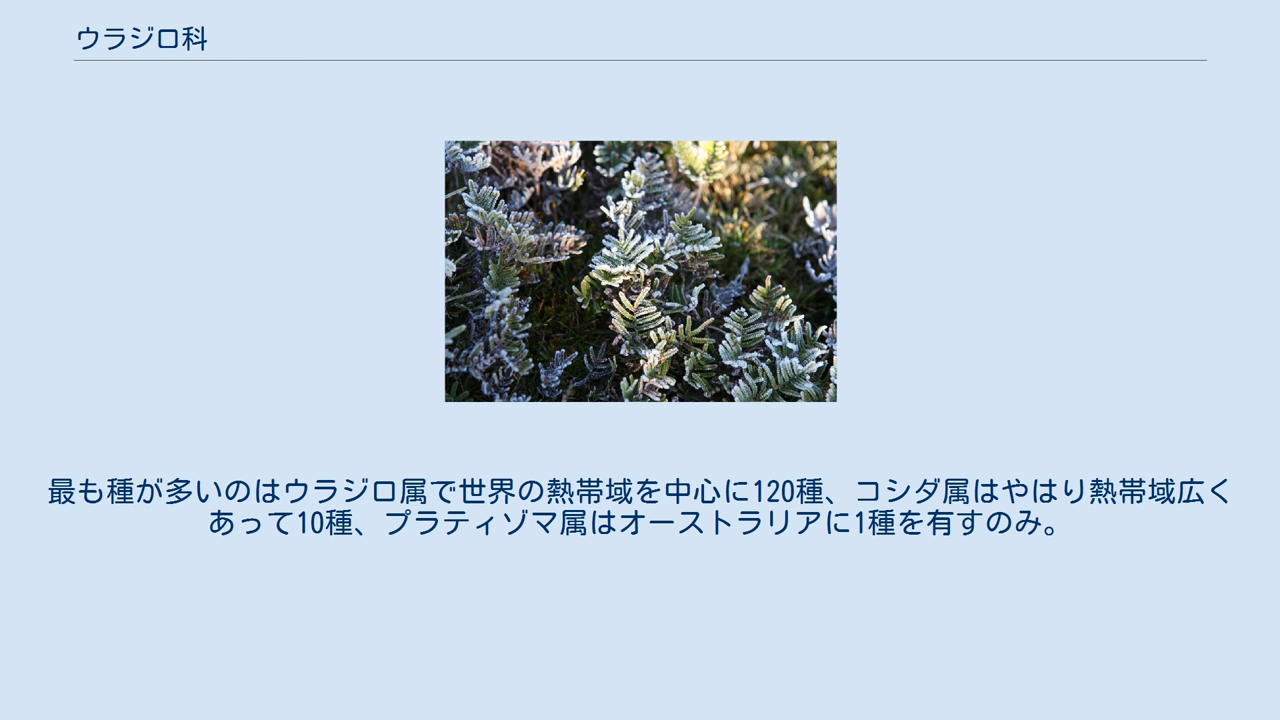 ウラジロ科
最も種が多いのはウラジロ属で世界の熱帯域を中心に120種、コシダ属はやはり熱帯域広く
あって10種、プラティゾマ属はオーストラリアに1種を有すのみ。